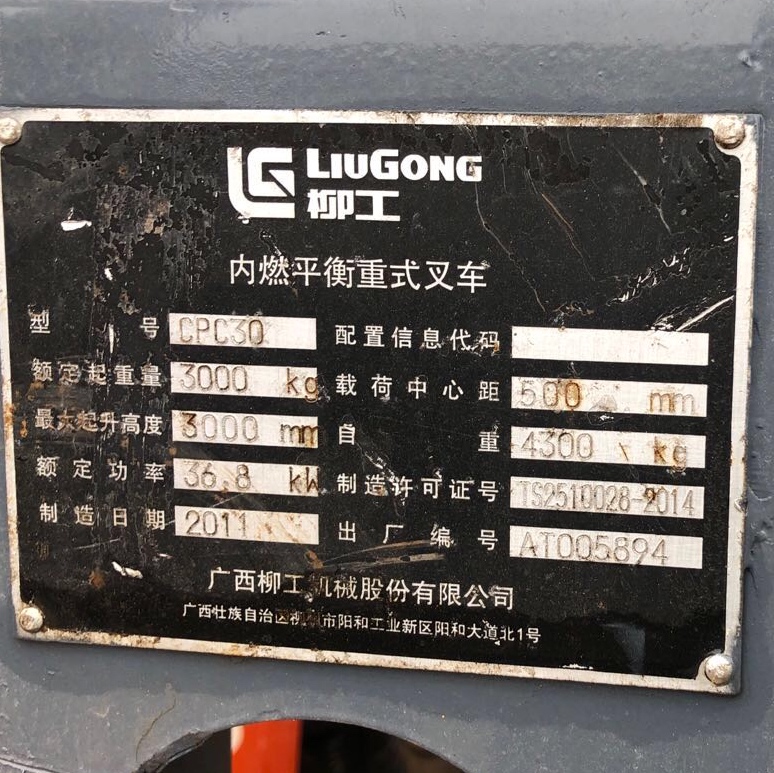 LIUGONG
柳工
内燃平衡重式叉车
型号 CPC30 配置信息代码
额定起重量 3000 kg 载荷中心距 500 mm
最大起升高度 3000 mm 自重 4300 kg
额定功率 36.8 kW 制造许可证号 TS2510028-2014
制造日期 2011 出厂编号 AT005894
广西柳工机械股份有限公司
广西壮族自治区柳州市阳和工业新区阳和大道北1号